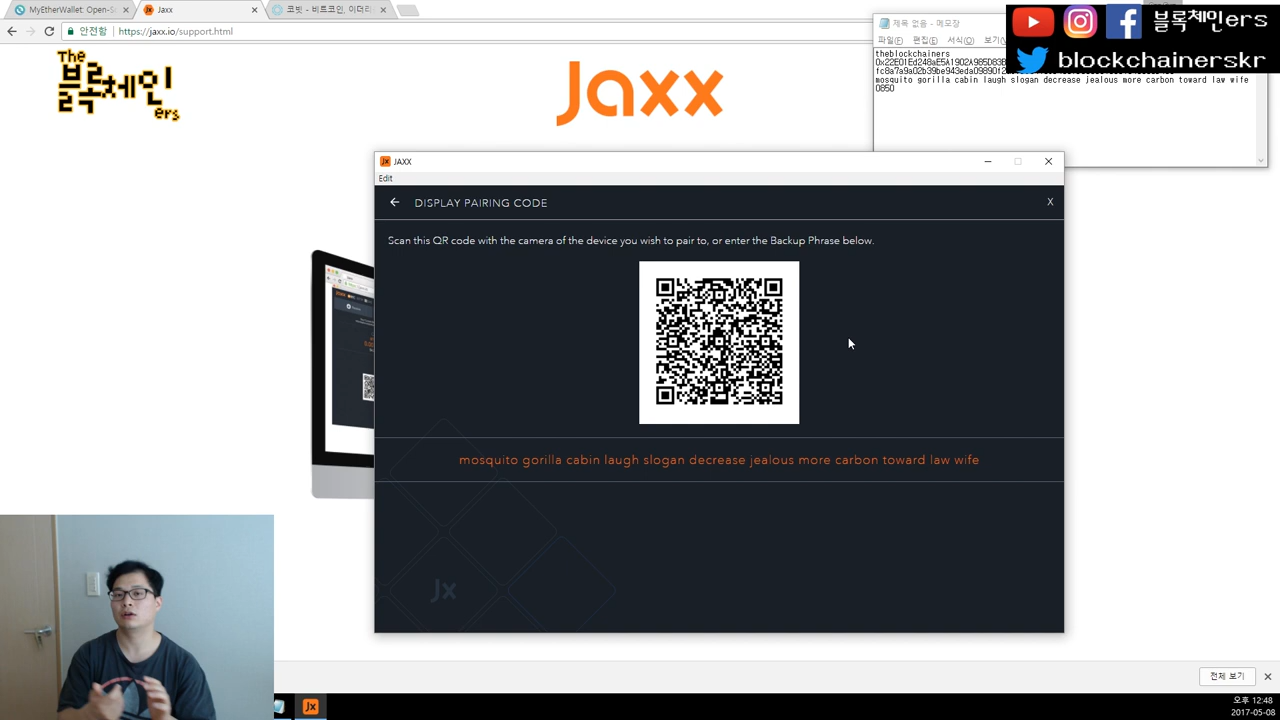 MyEtherWallet: Open-S
Jaxx
코빗 - 비트코인, 이더리
안전함
https://jaxx.io/support.html
The
블록체인
ers
Jaxx
제목 없음 - 메모장
파일(F) 편집(E) 서식(O) 보기(V
theblockchainers
mosquito gorilla cabin laugh slogan decrease jealous more carbon toward law wife
0850
블록체인ers
blockchainerskr
Jx JAXX
Edit
DISPLAY PAIRING CODE
X
Scan this QR code with the camera of the device you wish to pair to, or enter the Backup Phrase below.
mosquito gorilla cabin laugh slogan decrease jealous more carbon toward law wife
Jx
전체 보기
Jx
오후 12:48
2017-05-08